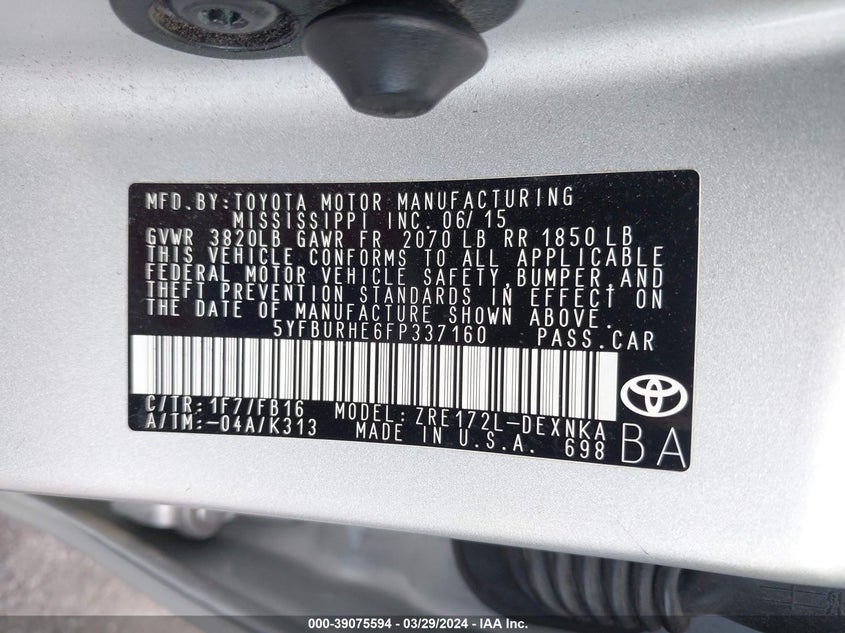 MFD.BY:TOYOTA MOTOR MANUFACTURING
MISSISSIPPI INC. 06/15
GVWR 3820LB GAWR FR 2070 LB RR 1850 LB
THIS VEHICLE CONFORMS TO ALL APPLICABLE
FEDERAL MOTOR VEHICLE SAFETY,BUMPER,AND
THEFT PREVENTION STANDARDS IN EFFECT ON
THE DATE OF MANUFACTURE SHOWN ABOVE.
5YFBURHE6FP337160 PASS.CAR
C/TR:1F7/FB16 MODEL:ZRE172L-DEXNKA
A/TM:-04A/K313 MADE IN U.S.A. 698 BA
000-39075594 - 03/29/2024 - IAA Inc.